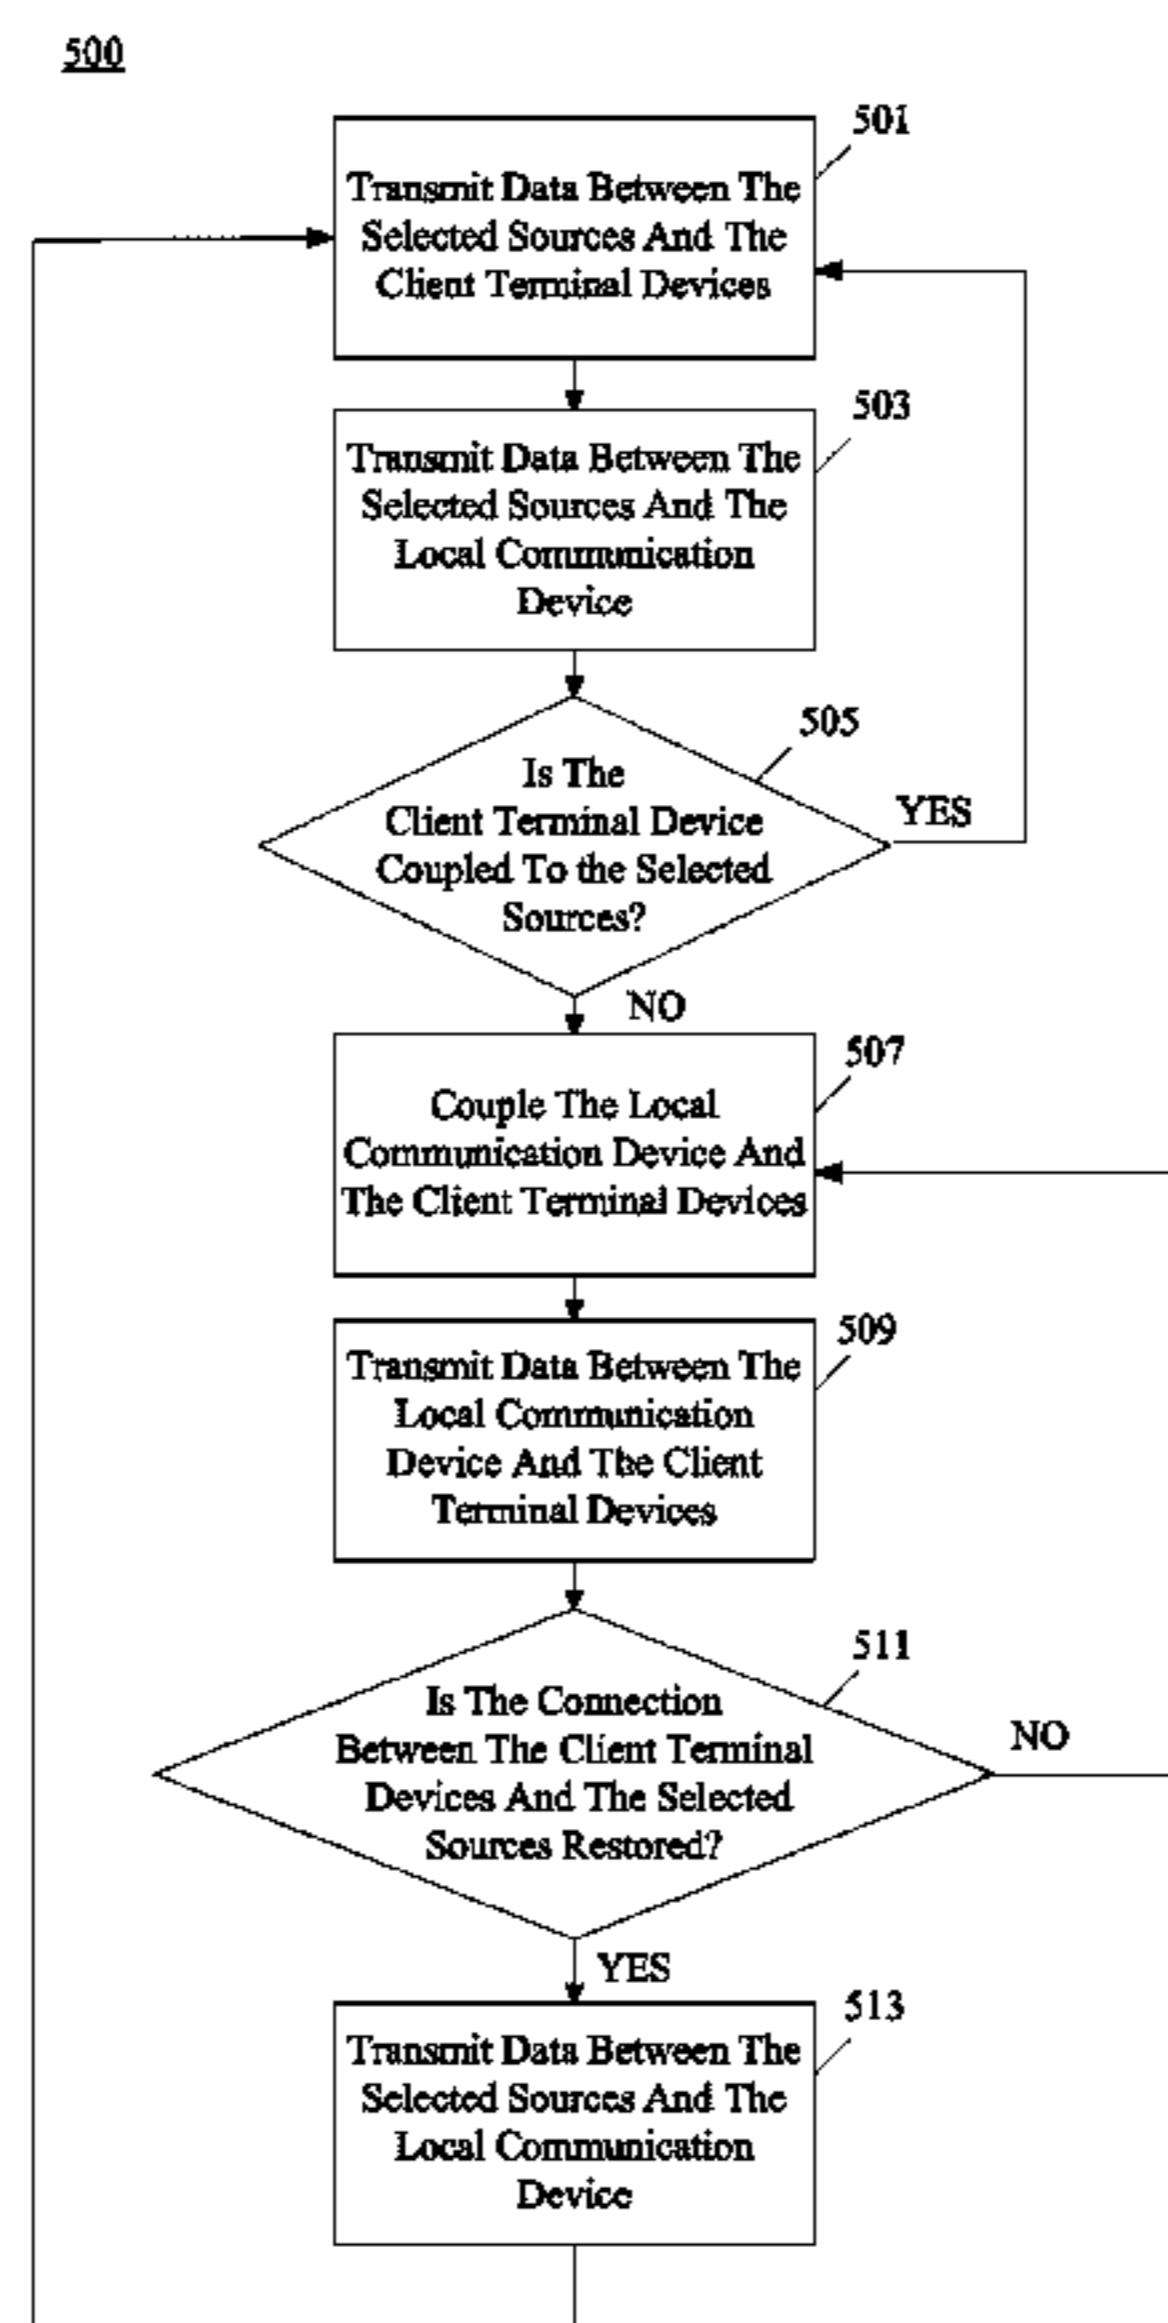 500
501
Transmit Data Between The
Selected Sources And The
Client Terminal Devices
503
Transmit Data Between The
Selected Sources And The
Local Communication
Device
505
Is The
Client Terminal Device
Coupled To the Selected
Sources?
YES
NO
507
Couple The Local
Communication Device And
The Client Terminal Devices
509
Transmit Data Between The
Local Communication
Device And The Client
Terminal Devices
511
Is The Connection
Between The Client Terminal
Devices And The Selected
Sources Restored?
NO
YES
513
Transmit Data Between The
Selected Sources And The
Local Communication
Device